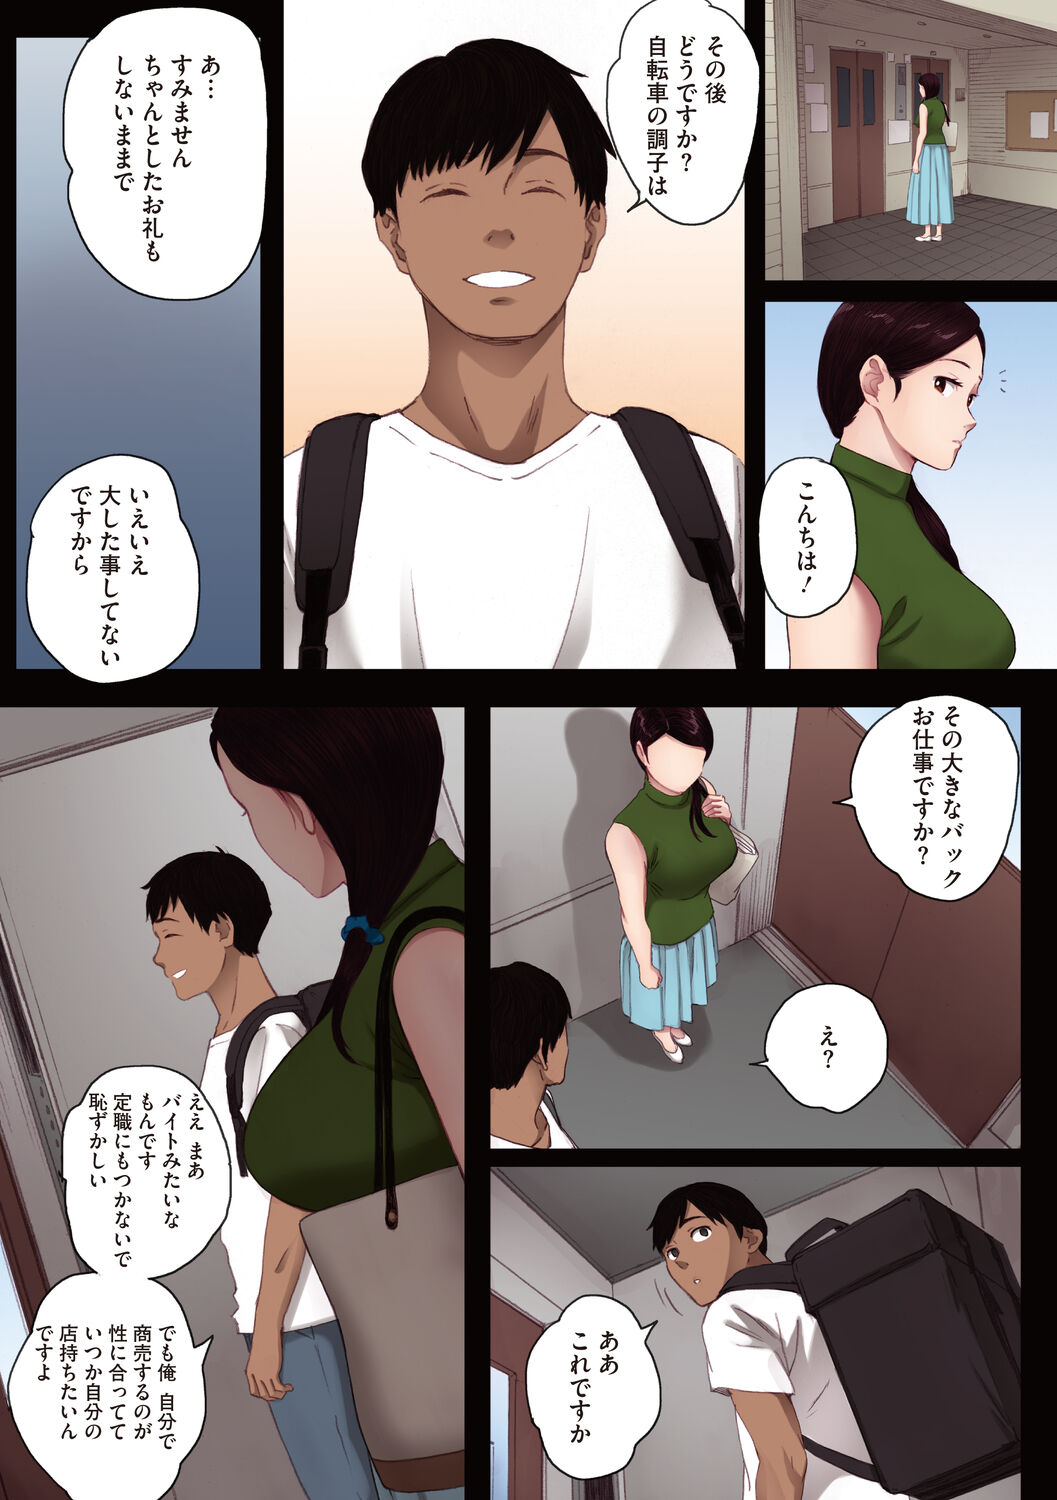 こんちは！
その後
どうですか？
自転車の調子は
あ…
すみません
ちゃんとしたお礼も
しないままで
いえいえ
大した事してない
ですから
その大きなバック
お仕事ですか？
え？
ああ
これですか
ええ まあ
バイトみたいな
もんです
定職にもつかないで
恥ずかしい
でも俺 自分で
商売するのが
性に合ってて
いつか自分の
店持ちたいん
ですよ